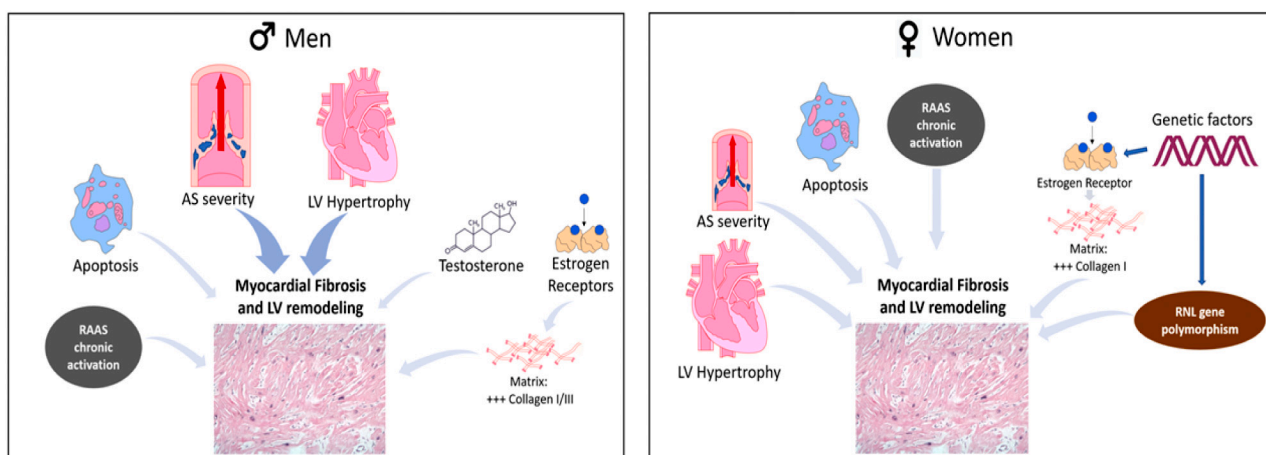 Men
AS severity
LV Hypertrophy
Apoptosis
OH
O
Testosterone
Estrogen
Receptors
Myocardial Fibrosis
and LV remodeling
RAAS
chronic
activation
Matrix:
+++ Collagen I/III
Women
RAAS
chronic
activation
Genetic factors
Apoptosis
AS severity
Estrogen Receptor
Matrix:
+++ Collagen I
Myocardial Fibrosis
and LV remodeling
RNL gene
polymorphism
LV Hypertrophy